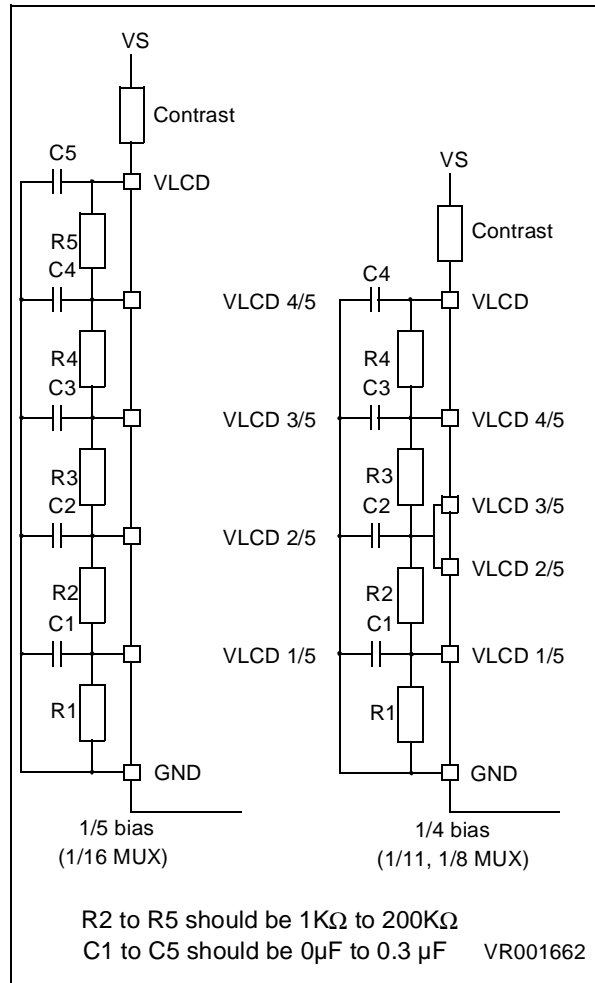 VS
Contrast
C5
VLCD
R5
C4
VLCD 4/5
R4
C3
VLCD 3/5
R3
C2
VLCD 2/5
R2
C1
VLCD 1/5
R1
GND
1/5 bias
(1/16 MUX)
VS
Contrast
C4
VLCD
R4
C3
VLCD 4/5
R3
VLCD 3/5
C2
VLCD 2/5
R2
C1
VLCD 1/5
R1
GND
1/4 bias
(1/11, 1/8 MUX)
R2 to R5 should be 1KΩ to 200KΩ
C1 to C5 should be 0µF to 0.3 µF
VR001662